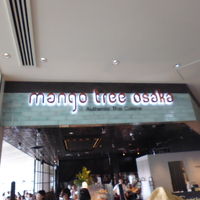 mango tree osaka
Authentic Thai Cuisine